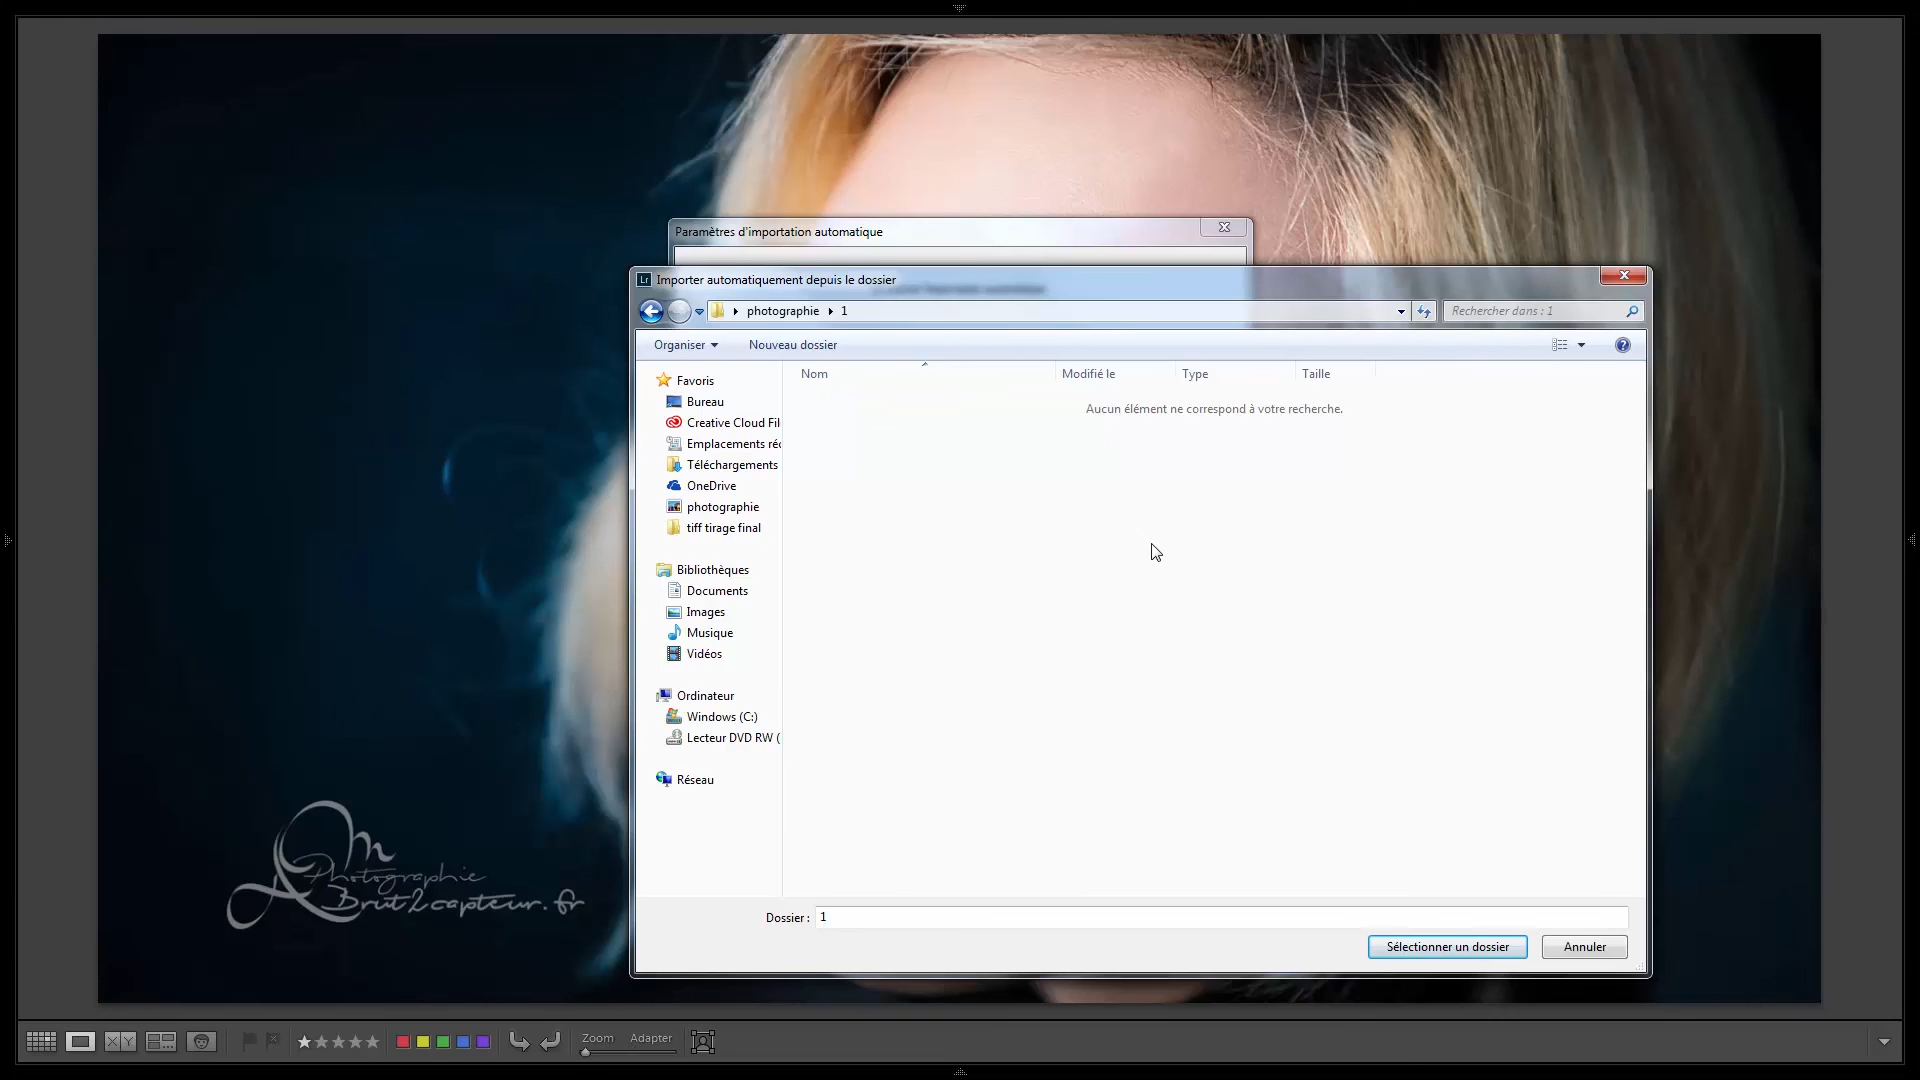 Paramètres d'importation automatique
Importer automatiquement depuis le dossier
photographie
1
Rechercher dans : 1
Organiser
Nouveau dossier
Nom
Modifié le
Type
Taille
Aucun élément ne correspond à votre recherche.
Favoris
Bureau
Creative Cloud Fil
Emplacements réc
Téléchargements
OneDrive
photographie
tiff tirage final
Bibliothèques
Documents
Images
Musique
Vidéos
Ordinateur
Windows (C:)
Lecteur DVD RW (
Réseau
Dossier : 1
Sélectionner un dossier
Annuler
Photographie
Brut2capteur.fr
Lr
XY
Zoom
Adapter